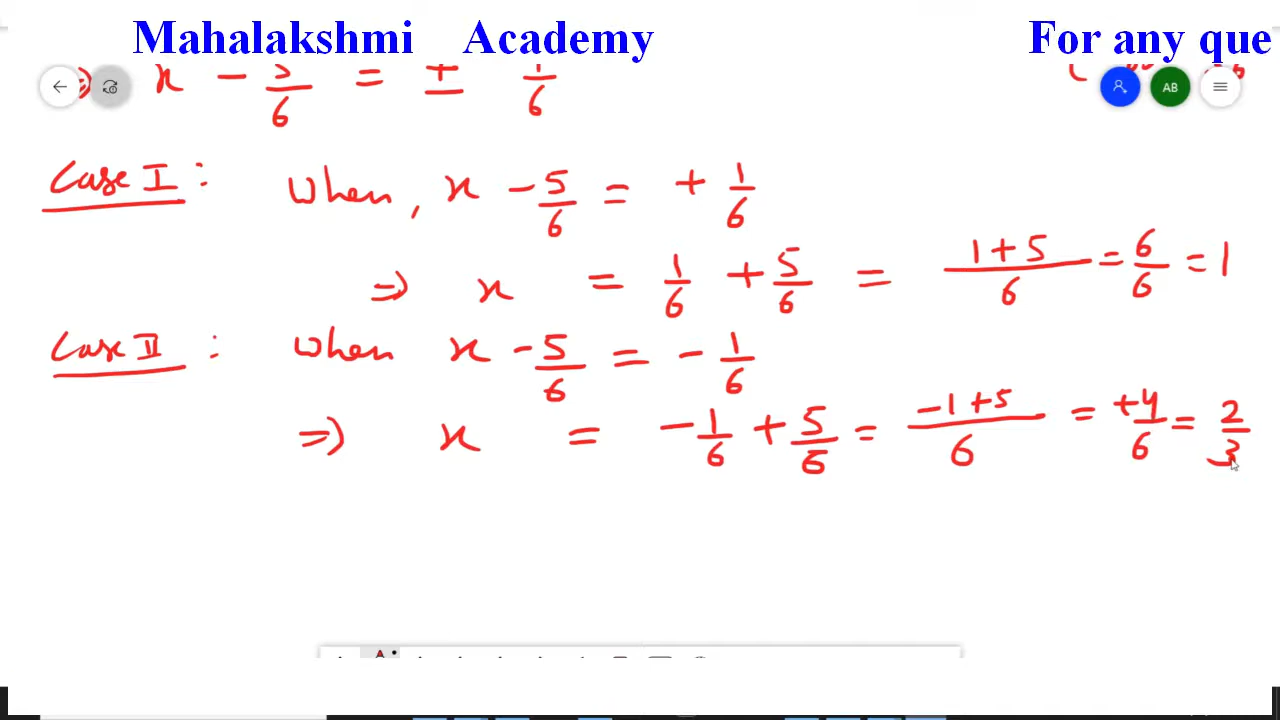 Mahalakshmi Academy For any que
⇒ x - 5/6 = ± 1/6
AB
Case I : When, x - 5/6 = + 1/6
⇒ x = 1/6 + 5/6 = (1+5)/6 = 6/6 = 1
Case II : When x - 5/6 = - 1/6
⇒ x = - 1/6 + 5/6 = (-1+5)/6 = +4/6 = 2/3